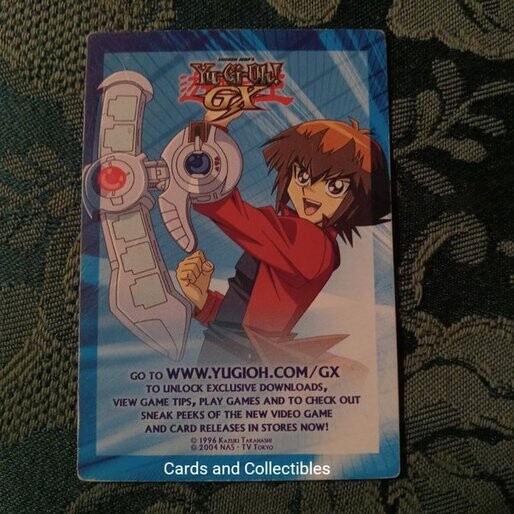 Yu-Gi-Oh!
GX
GO TO WWW.YUGIOH.COM/GX
TO UNLOCK EXCLUSIVE DOWNLOADS,
VIEW GAME TIPS, PLAY GAMES AND TO CHECK OUT
SNEAK PEEKS OF THE NEW VIDEO GAME
AND CARD RELEASES IN STORES NOW!
© 1996 KAZUKI TAKAHASHI
© 2004 NAS • TV TOKYO
Cards and Collectibles